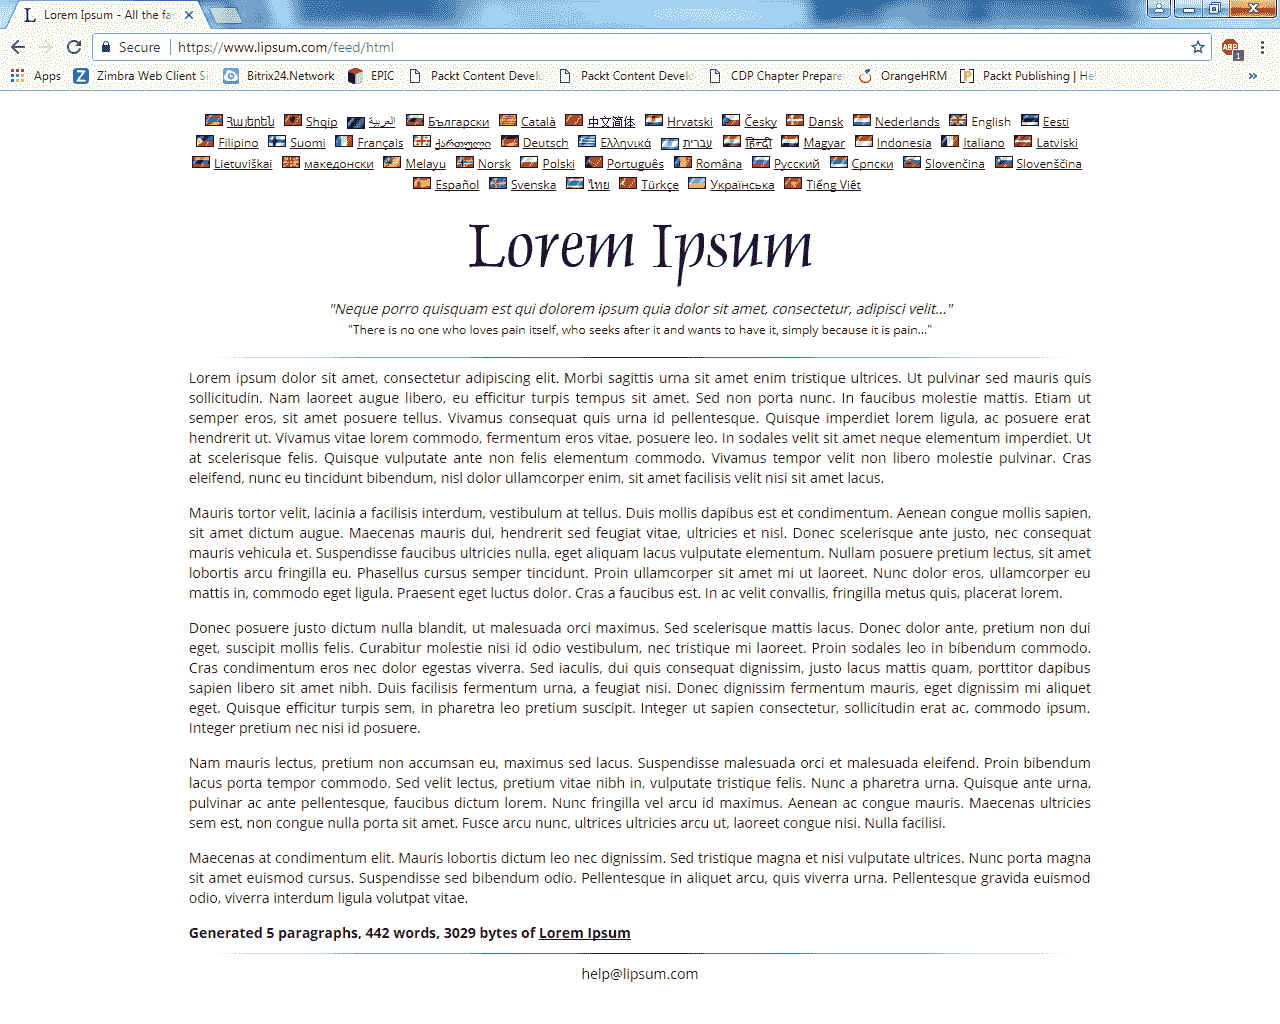 Lorem Ipsum - All the fac
Secure https://www.lipsum.com/feed/html
ABP 1
Apps Zimbra Web Client Si Bitrix24.Network EPIC Packt Content Develo Packt Content Develo CDP Chapter Prepare OrangeHRM Packt Publishing | He »
Հայերեն Shqip العربية Български Català 中文简体 Hrvatski Česky Dansk Nederlands English Eesti
Filipino Suomi Français ქართული Deutsch Ελληνικά עברית हिन्दी Magyar Indonesia Italiano Latviski
Lietuviškai македонски Melayu Norsk Polski Português Româna Русский Српски Slovenčina Slovenščina
Español Svenska ไทย Türkçe Українська Tiếng Việt
Lorem Ipsum
"Neque porro quisquam est qui dolorem ipsum quia dolor sit amet, consectetur, adipisci velit..."
"There is no one who loves pain itself, who seeks after it and wants to have it, simply because it is pain..."
Lorem ipsum dolor sit amet, consectetur adipiscing elit. Morbi sagittis urna sit amet enim tristique ultrices. Ut pulvinar sed mauris quis
sollicitudin. Nam laoreet augue libero, eu efficitur turpis tempus sit amet. Sed non porta nunc. In faucibus molestie mattis. Etiam ut
semper eros, sit amet posuere tellus. Vivamus consequat quis urna id pellentesque. Quisque imperdiet lorem ligula, ac posuere erat
hendrerit ut. Vivamus vitae lorem commodo, fermentum eros vitae, posuere leo. In sodales velit sit amet neque elementum imperdiet. Ut
at scelerisque felis. Quisque vulputate ante non felis elementum commodo. Vivamus tempor velit non libero molestie pulvinar. Cras
eleifend, nunc eu tincidunt bibendum, nisl dolor ullamcorper enim, sit amet facilisis velit nisi sit amet lacus.
Mauris tortor velit, lacinia a facilisis interdum, vestibulum at tellus. Duis mollis dapibus est et condimentum. Aenean congue mollis sapien,
sit amet dictum augue. Maecenas mauris dui, hendrerit sed feugiat vitae, ultricies et nisl. Donec scelerisque ante justo, nec consequat
mauris vehicula et. Suspendisse faucibus ultricies nulla, eget aliquam lacus vulputate elementum. Nullam posuere pretium lectus, sit amet
lobortis arcu fringilla eu. Phasellus cursus semper tincidunt. Proin ullamcorper sit amet mi ut laoreet. Nunc dolor eros, ullamcorper eu
mattis in, commodo eget ligula. Praesent eget luctus dolor. Cras a faucibus est. In ac velit convallis, fringilla metus quis, placerat lorem.
Donec posuere justo dictum nulla blandit, ut malesuada orci maximus. Sed scelerisque mattis lacus. Donec dolor ante, pretium non dui
eget, suscipit mollis felis. Curabitur molestie nisi id odio vestibulum, nec tristique mi laoreet. Proin sodales leo in bibendum commodo.
Cras condimentum eros nec dolor egestas viverra. Sed iaculis, dui quis consequat dignissim, justo lacus mattis quam, porttitor dapibus
sapien libero sit amet nibh. Duis facilisis fermentum urna, a feugiat nisi. Donec dignissim fermentum mauris, eget dignissim mi aliquet
eget. Quisque efficitur turpis sem, in pharetra leo pretium suscipit. Integer ut sapien consectetur, sollicitudin erat ac, commodo ipsum.
Integer pretium nec nisi id posuere.
Nam mauris lectus, pretium non accumsan eu, maximus sed lacus. Suspendisse malesuada orci et malesuada eleifend. Proin bibendum
lacus porta tempor commodo. Sed velit lectus, pretium vitae nibh in, vulputate tristique felis. Nunc a pharetra urna. Quisque ante urna,
pulvinar ac ante pellentesque, faucibus dictum lorem. Nunc fringilla vel arcu id maximus. Aenean ac congue mauris. Maecenas ultricies
sem est, non congue nulla porta sit amet. Fusce arcu nunc, ultrices ultricies arcu ut, laoreet congue nisi. Nulla facilisi.
Maecenas at condimentum elit. Mauris lobortis dictum leo nec dignissim. Sed tristique magna et nisi vulputate ultrices. Nunc porta magna
sit amet euismod cursus. Suspendisse sed bibendum odio. Pellentesque in aliquet arcu, quis viverra urna. Pellentesque gravida euismod
odio, viverra interdum ligula volutpat vitae.
Generated 5 paragraphs, 442 words, 3029 bytes of Lorem Ipsum
help@lipsum.com